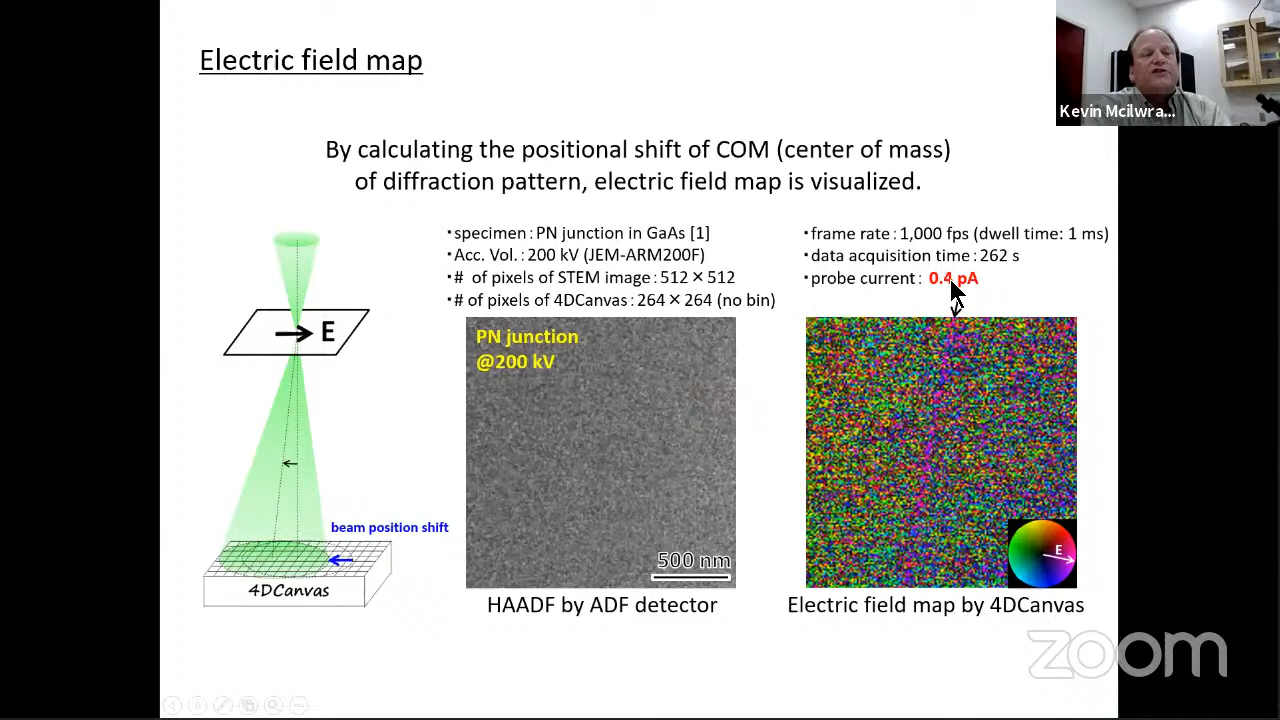 Electric field map
Kevin Mcilwra...
By calculating the positional shift of COM (center of mass)
of diffraction pattern, electric field map is visualized.
・specimen：PN junction in GaAs [1]
・Acc. Vol.：200 kV (JEM-ARM200F)
・# of pixels of STEM image：512×512
・# of pixels of 4DCanvas：264×264 (no bin)
・frame rate：1,000 fps (dwell time: 1 ms)
・data acquisition time：262 s
・probe current： 0.4 pA
E
beam position shift
4DCanvas
PN junction
@200 kV
500 nm
E
HAADF by ADF detector
Electric field map by 4DCanvas
zoom